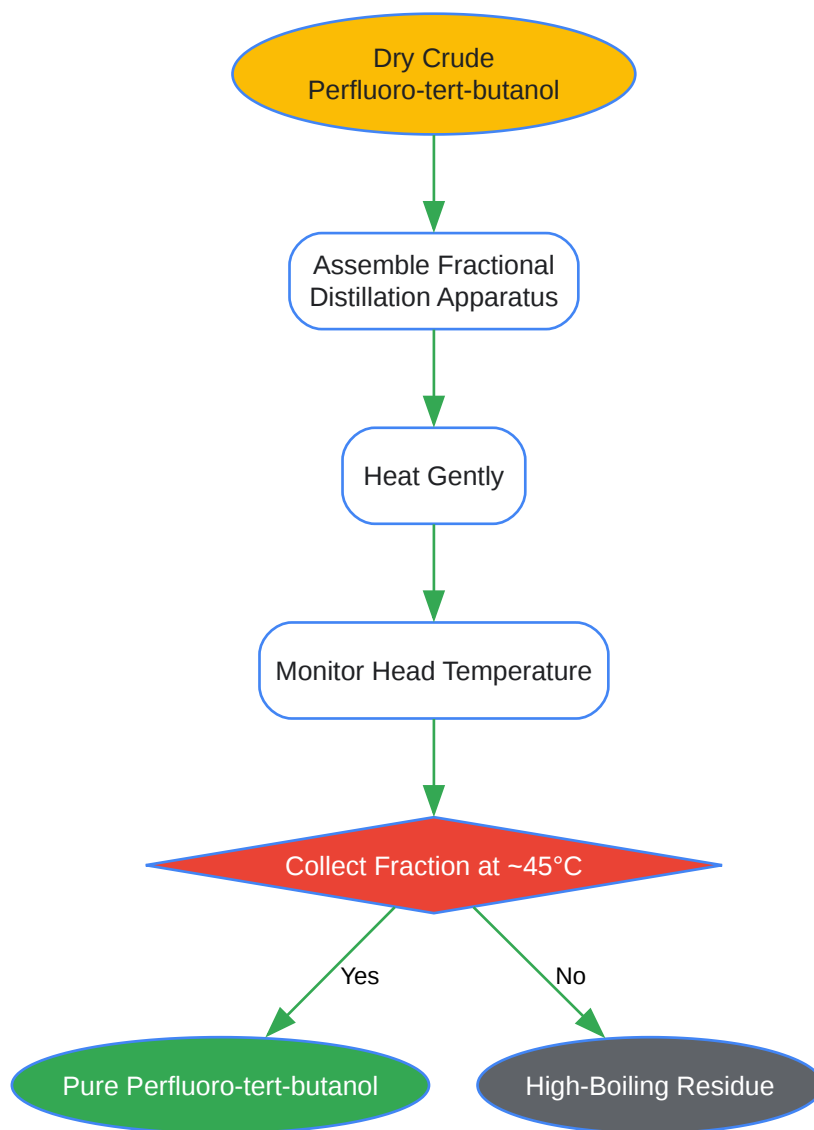 Dry Crude
Perfluoro-tert-butanol
Assemble Fractional
Distillation Apparatus
Heat Gently
Monitor Head Temperature
Collect Fraction at ~45°C
Yes
No
Pure Perfluoro-tert-butanol
High-Boiling Residue